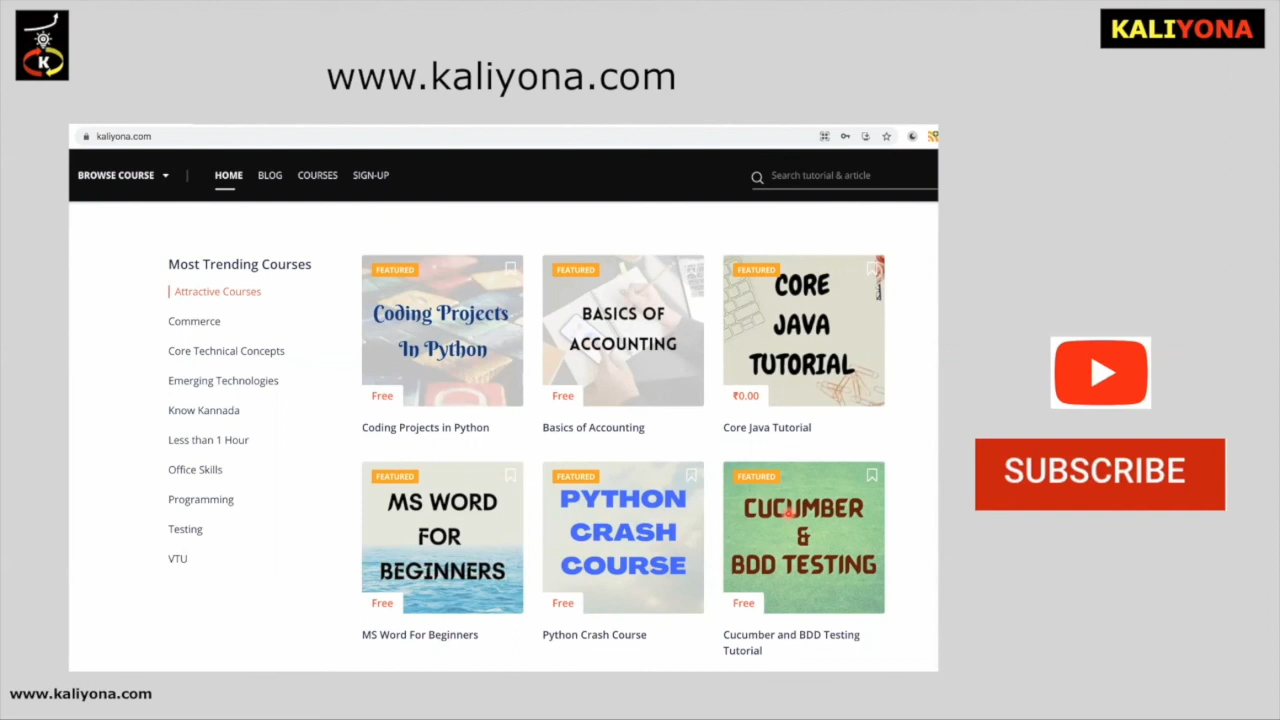 K
KALIYONA
www.kaliyona.com
kaliyona.com
BROWSE COURSE | HOME BLOG COURSES SIGN-UP Search tutorial & article
Most Trending Courses
Attractive Courses
Commerce
Core Technical Concepts
Emerging Technologies
Know Kannada
Less than 1 Hour
Office Skills
Programming
Testing
VTU
FEATURED
Coding Projects
In Python
Free
Coding Projects in Python
FEATURED
BASICS OF
ACCOUNTING
Free
Basics of Accounting
FEATURED
CORE
JAVA
TUTORIAL
₹0.00
Core Java Tutorial
FEATURED
MS WORD
FOR
BEGINNERS
Free
MS Word For Beginners
FEATURED
PYTHON
CRASH
COURSE
Free
Python Crash Course
FEATURED
CUCUMBER
&
BDD TESTING
Free
Cucumber and BDD Testing
Tutorial
SUBSCRIBE
www.kaliyona.com